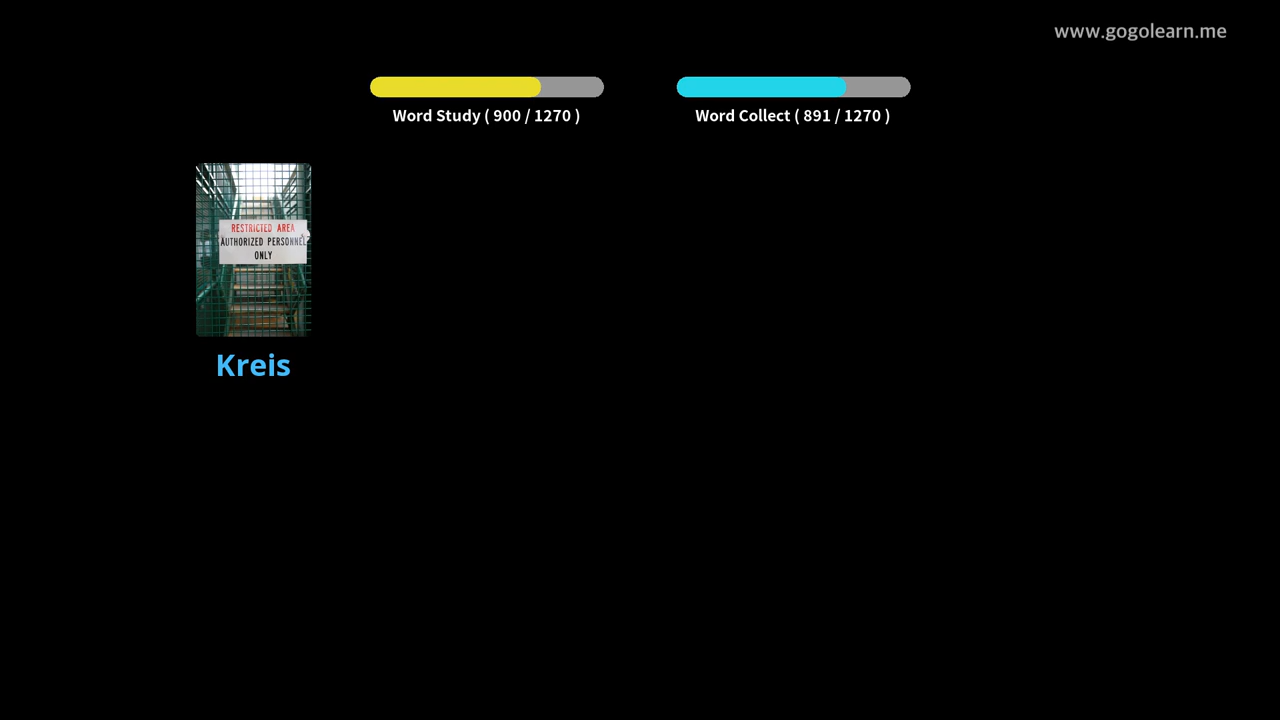 www.gogolearn.me
Word Study ( 900 / 1270 )
Word Collect ( 891 / 1270 )
RESTRICTED AREA
AUTHORIZED PERSONNEL
ONLY
Kreis